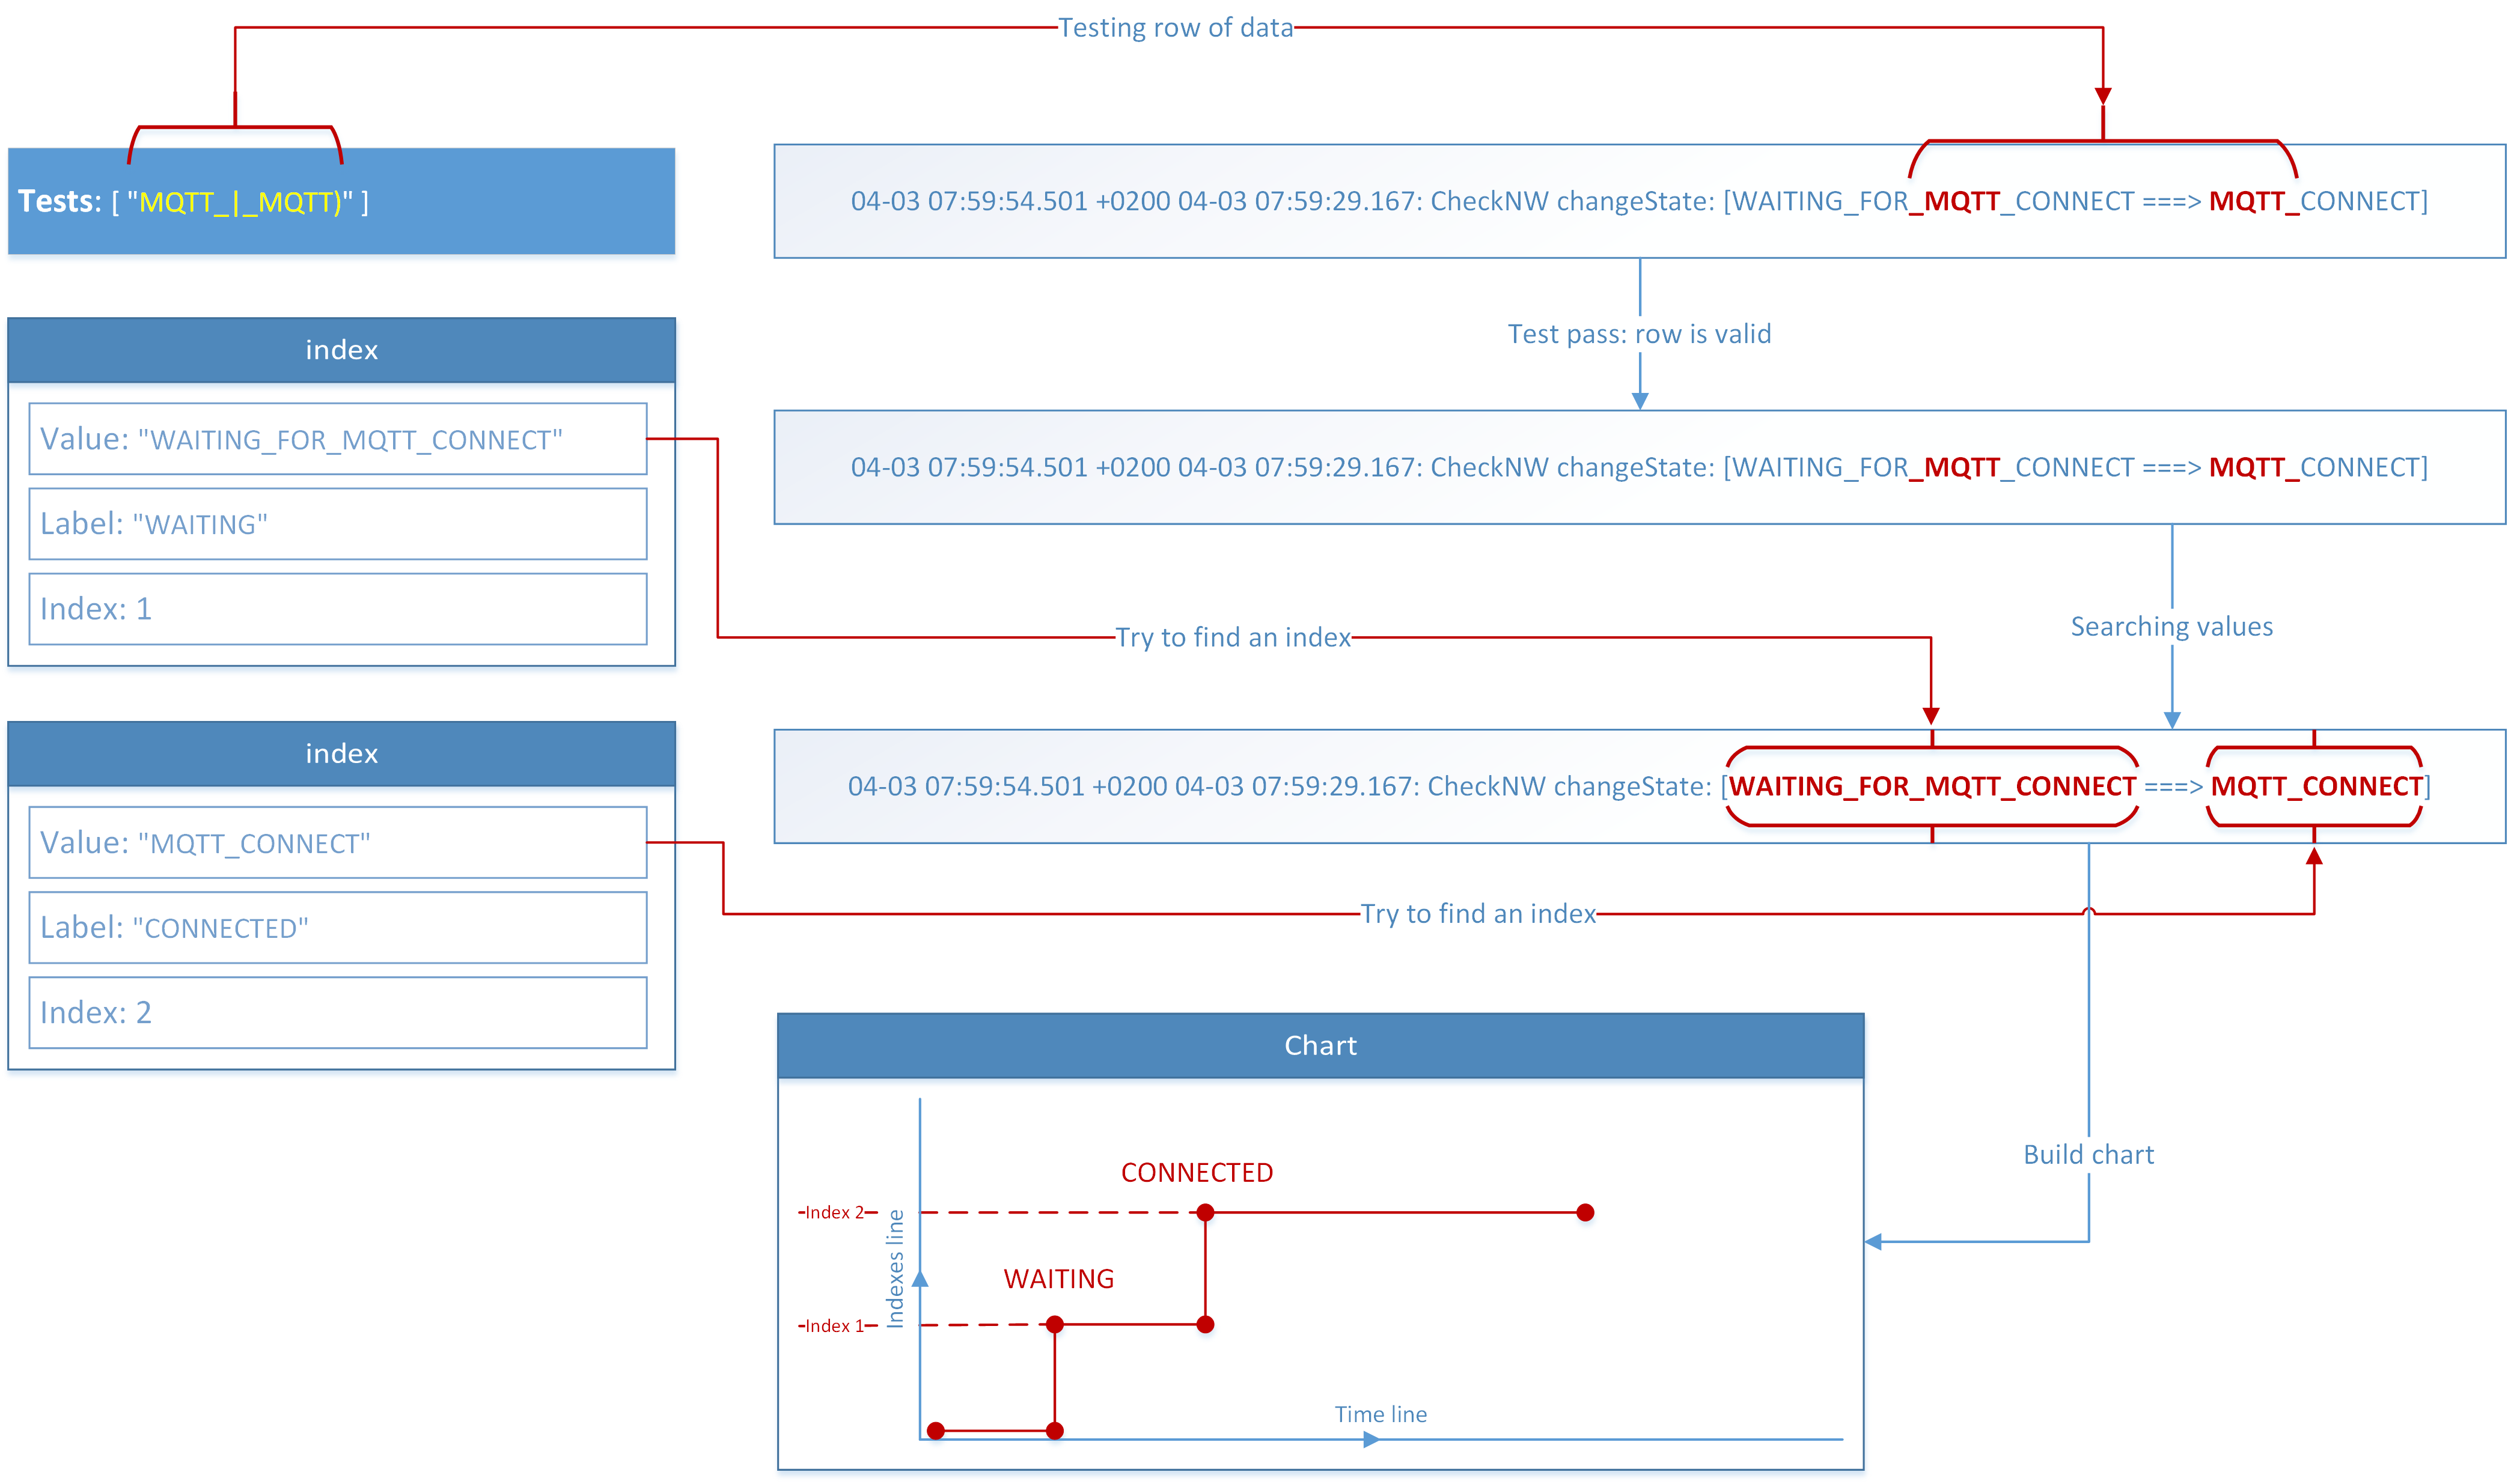 Testing row of data
Tests: [ "MQTT_|_MQTT)" ]
04-03 07:59:54.501 +0200 04-03 07:59:29.167: CheckNW changeState: [WAITING_FOR_MQTT_CONNECT ===> MQTT_CONNECT]
Test pass: row is valid
index
Value: "WAITING_FOR_MQTT_CONNECT"
Label: "WAITING"
Index: 1
04-03 07:59:54.501 +0200 04-03 07:59:29.167: CheckNW changeState: [WAITING_FOR_MQTT_CONNECT ===> MQTT_CONNECT]
Searching values
Try to find an index
index
Value: "MQTT_CONNECT"
Label: "CONNECTED"
Index: 2
04-03 07:59:54.501 +0200 04-03 07:59:29.167: CheckNW changeState: [WAITING_FOR_MQTT_CONNECT ===> MQTT_CONNECT]
Try to find an index
Build chart
Chart
CONNECTED
Index 2
Indexes line
WAITING
Index 1
Time line